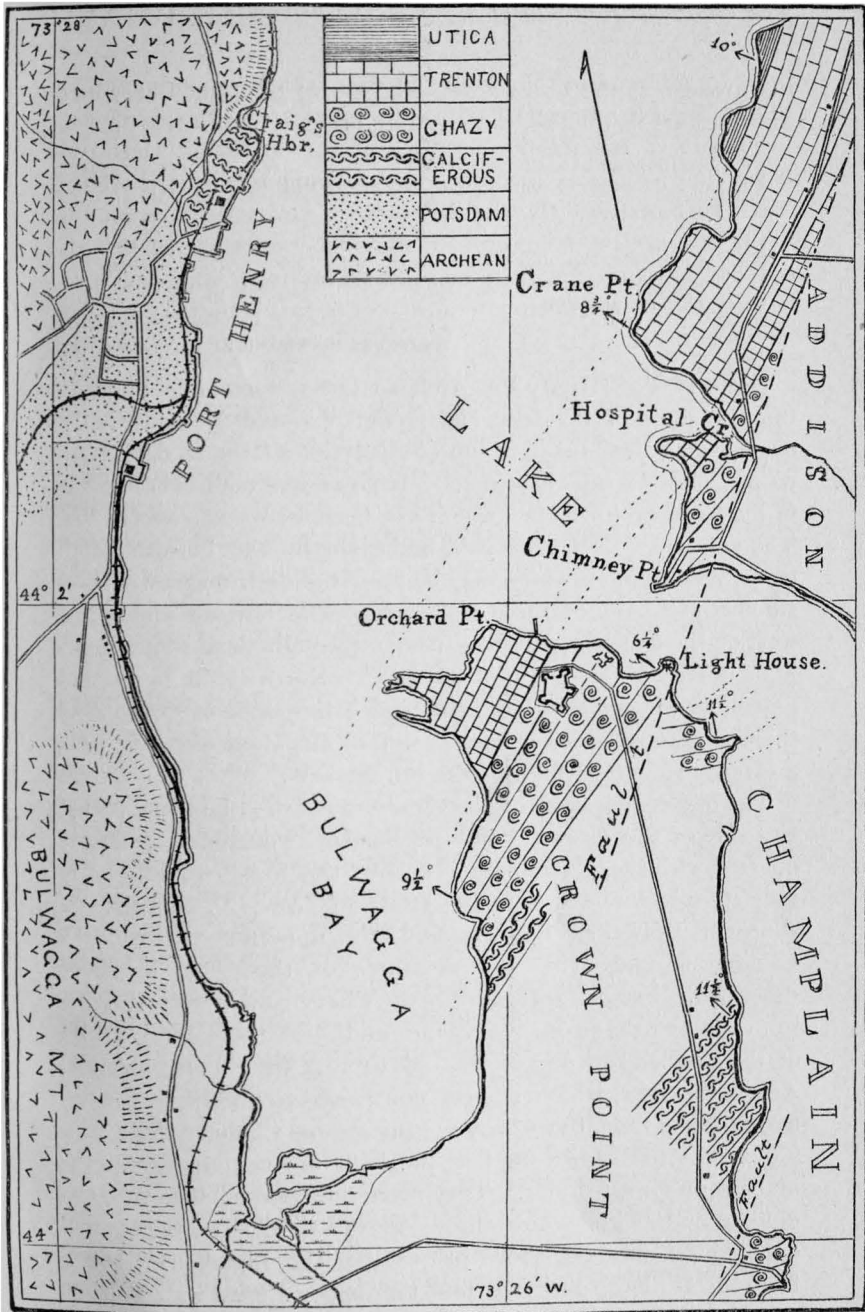 73° 28'
UTICA
TRENTON
CHAZY
CALCIF-
EROUS
POTSDAM
ARCHEAN
Craig's
Hbr.
PORT HENRY
10°
Crane Pt.
8¾°
ADDISON
Hospital Cr.
LAKE
Chimney Pt.
44° 2'
Orchard Pt.
6¼°
Light House.
11½°
Fault
BULWAGGA
BAY
9½°
CROWN
POINT
CHAMPLAIN
BULWAGGA MT.
Fault
44°
73° 26' W.